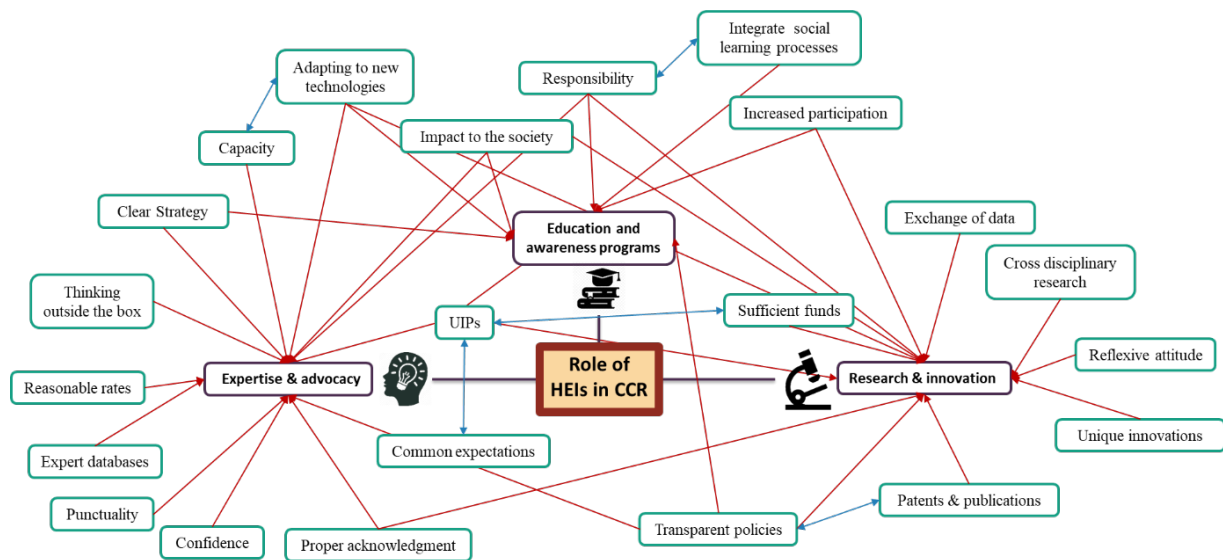 Integrate social
learning processes
Adapting to new
technologies
Responsibility
Increased participation
Impact to the society
Capacity
Clear Strategy
Education and
awareness programs
Exchange of data
Cross disciplinary
research
Thinking
outside the box
UIPs
Sufficient funds
Reflexive attitude
Reasonable rates
Expertise & advocacy
Role of
HEIs in CCR
Research & innovation
Unique innovations
Expert databases
Common expectations
Punctuality
Patents & publications
Confidence
Proper acknowledgment
Transparent policies